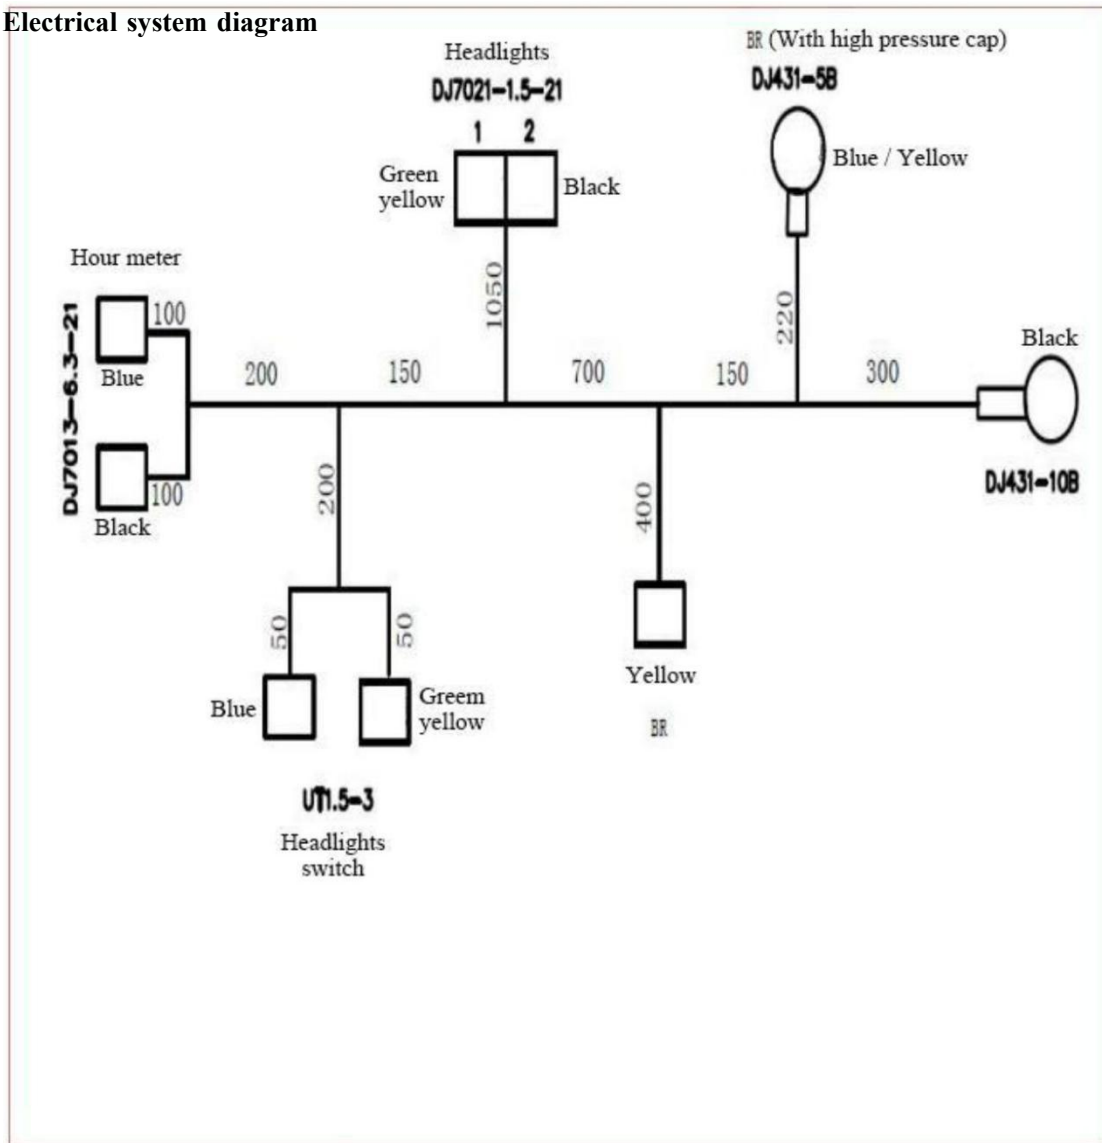 Electrical system diagram
Headlights
DJ7021-1.5-21
1 2
Green
yellow
Black
BR (With high pressure cap)
DJ431-5B
Blue / Yellow
Hour meter
DJ7013-6.3-21
100
Blue
100
Black
200
150
1050
700
150
220
300
Black
DJ431-10B
200
50
50
Blue
Greem
yellow
UT1.5-3
Headlights
switch
400
Yellow
BR